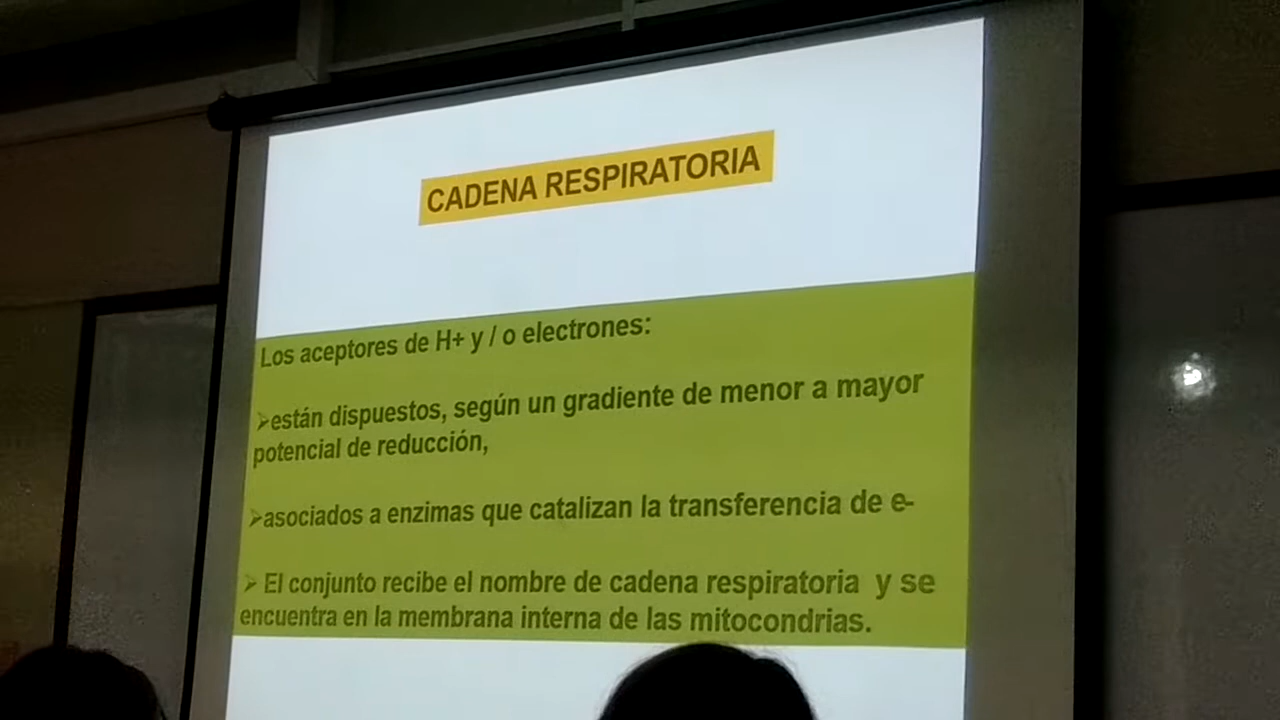 CADENA RESPIRATORIA
Los aceptores de H+ y / o electrones:
➢están dispuestos, según un gradiente de menor a mayor
potencial de reducción,
➢asociados a enzimas que catalizan la transferencia de e-
➢ El conjunto recibe el nombre de cadena respiratoria y se
encuentra en la membrana interna de las mitocondrias.